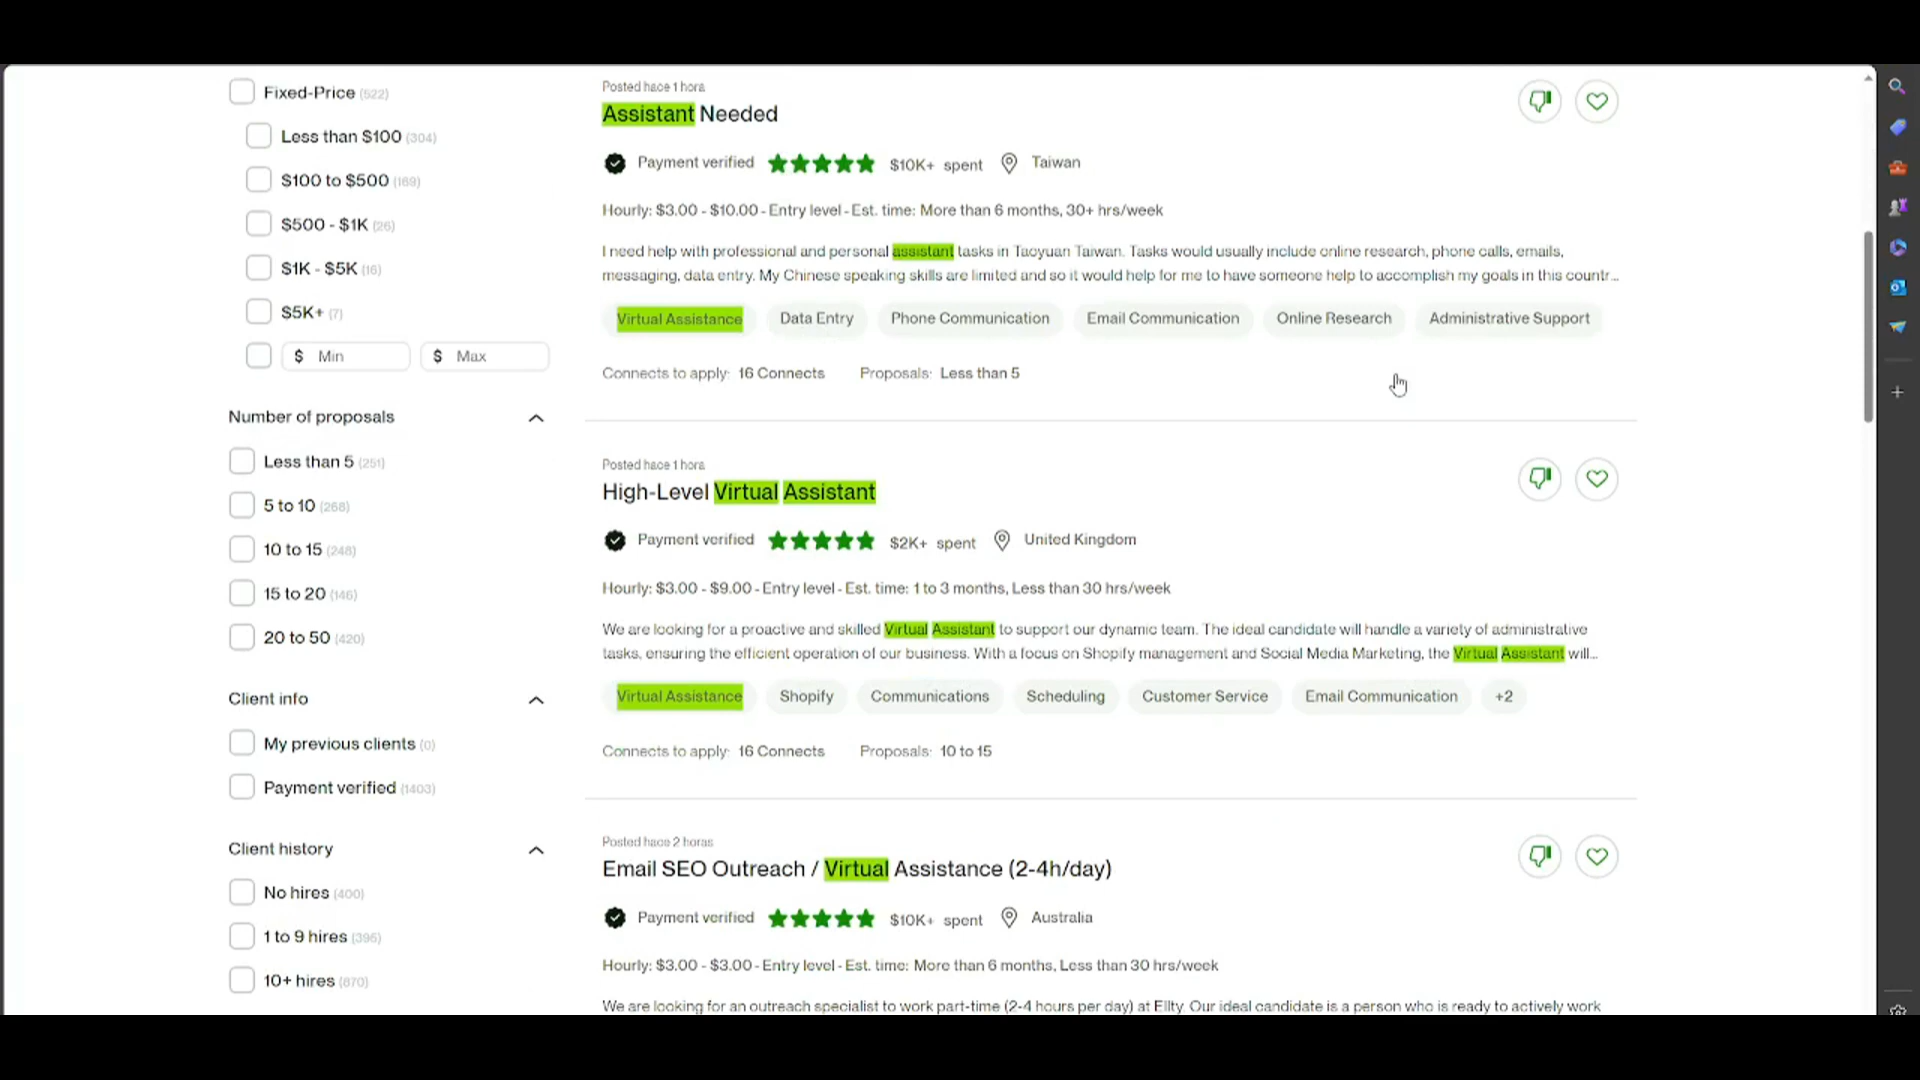 Fixed-Price (522)
Less than $100 (304)
$100 to $500 (169)
$500 - $1K (26)
$1K - $5K (16)
$5K+ (7)
$ Min $ Max
Number of proposals
Less than 5 (251)
5 to 10 (268)
10 to 15 (248)
15 to 20 (146)
20 to 50 (420)
Client info
My previous clients (0)
Payment verified (1403)
Client history
No hires (400)
1 to 9 hires (395)
10+ hires (870)
Posted hace 1 hora
Assistant Needed
Payment verified $10K+ spent Taiwan
Hourly: $3.00 - $10.00 - Entry level - Est. time: More than 6 months, 30+ hrs/week
I need help with professional and personal assistant tasks in Taoyuan Taiwan. Tasks would usually include online research, phone calls, emails,
messaging, data entry. My Chinese speaking skills are limited and so it would help for me to have someone help to accomplish my goals in this countr...
Virtual Assistance Data Entry Phone Communication Email Communication Online Research Administrative Support
Connects to apply: 16 Connects Proposals: Less than 5
Posted hace 1 hora
High-Level Virtual Assistant
Payment verified $2K+ spent United Kingdom
Hourly: $3.00 - $9.00 - Entry level - Est. time: 1 to 3 months, Less than 30 hrs/week
We are looking for a proactive and skilled Virtual Assistant to support our dynamic team. The ideal candidate will handle a variety of administrative
tasks, ensuring the efficient operation of our business. With a focus on Shopify management and Social Media Marketing, the Virtual Assistant will...
Virtual Assistance Shopify Communications Scheduling Customer Service Email Communication +2
Connects to apply: 16 Connects Proposals: 10 to 15
Posted hace 2 horas
Email SEO Outreach / Virtual Assistance (2-4h/day)
Payment verified $10K+ spent Australia
Hourly: $3.00 - $3.00 - Entry level - Est. time: More than 6 months, Less than 30 hrs/week
We are looking for an outreach specialist to work part-time (2-4 hours per day) at Ellty. Our ideal candidate is a person who is ready to actively work